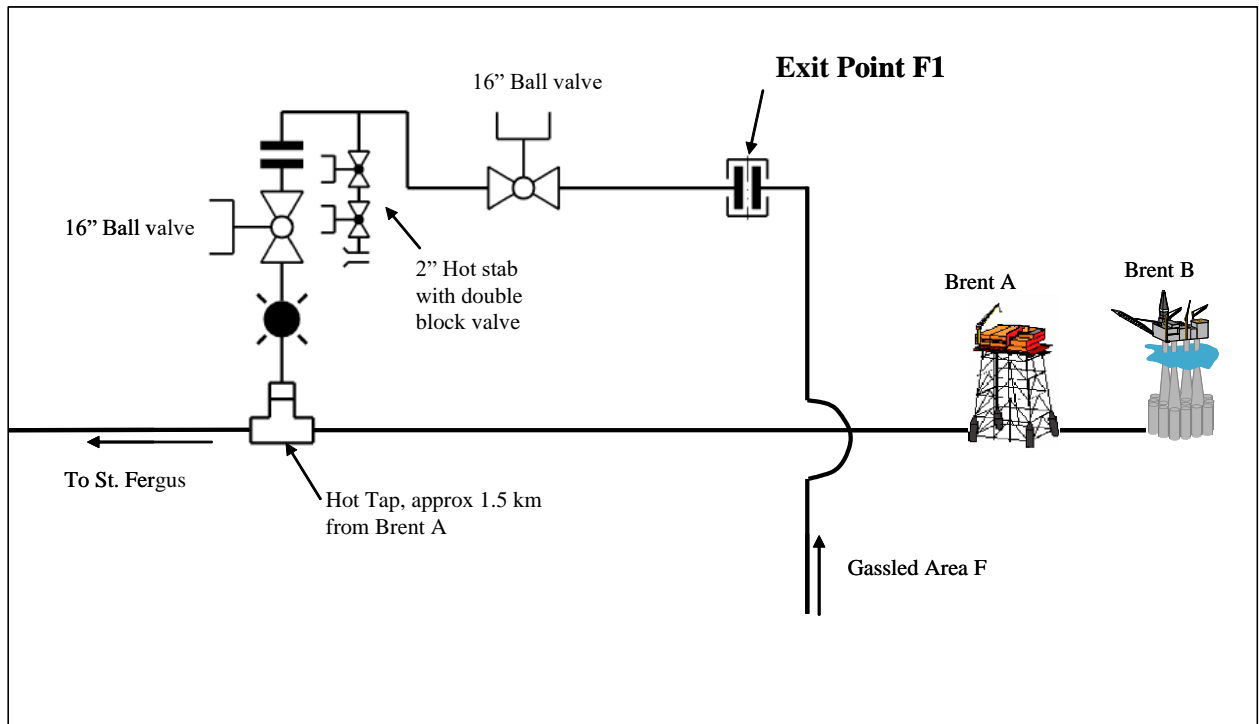 Exit Point F1
16” Ball valve
16” Ball valve
2” Hot stab
with double
block valve
Brent A
Brent B
To St. Fergus
Hot Tap, approx 1.5 km
from Brent A
Gassled Area F